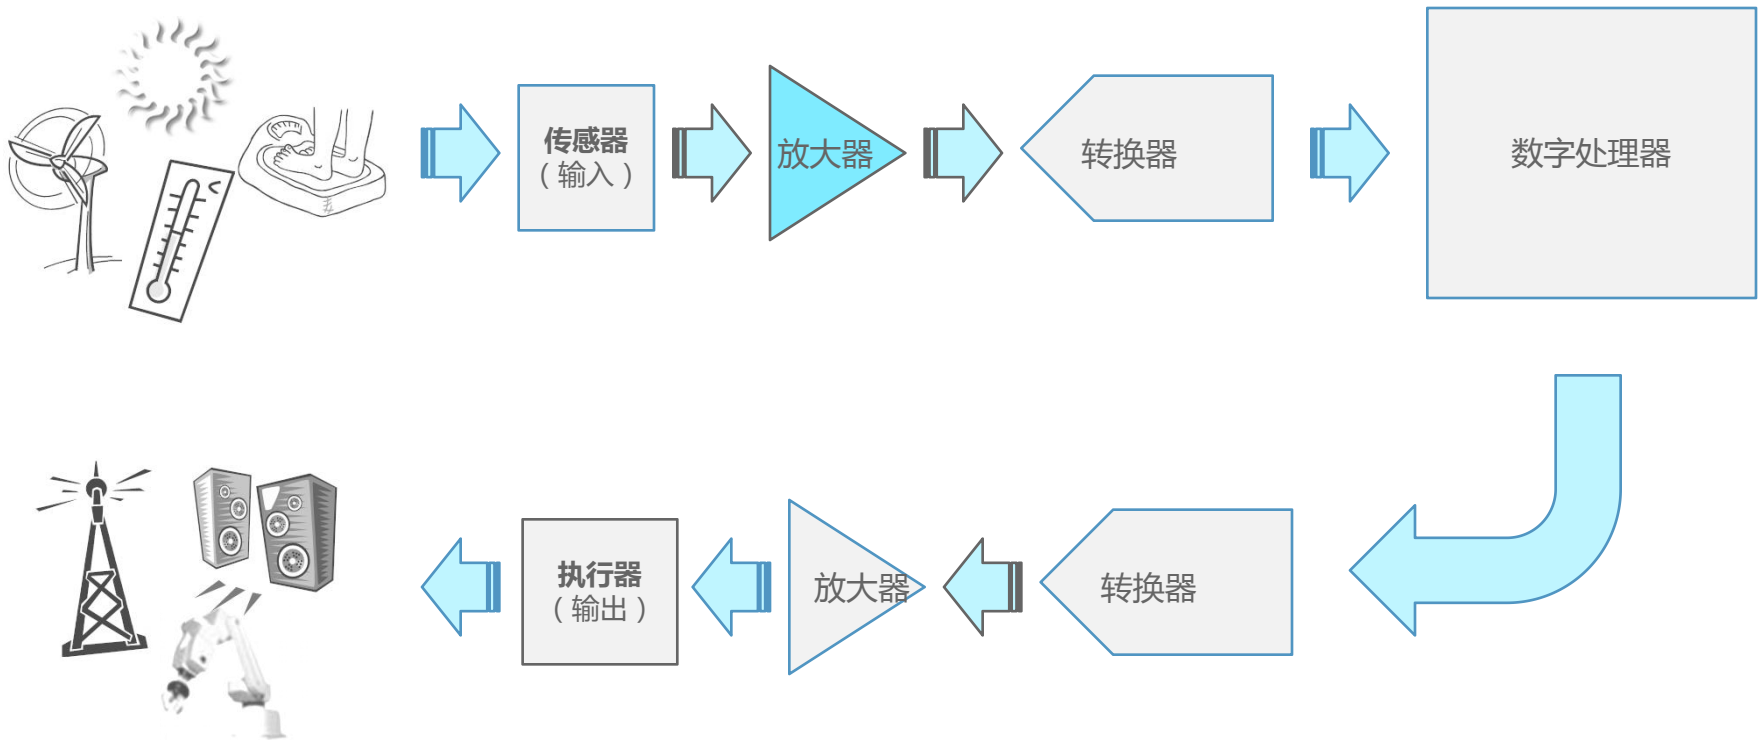 传感器
（输入）
放大器
转换器
数字处理器
执行器
（输出）
放大器
转换器